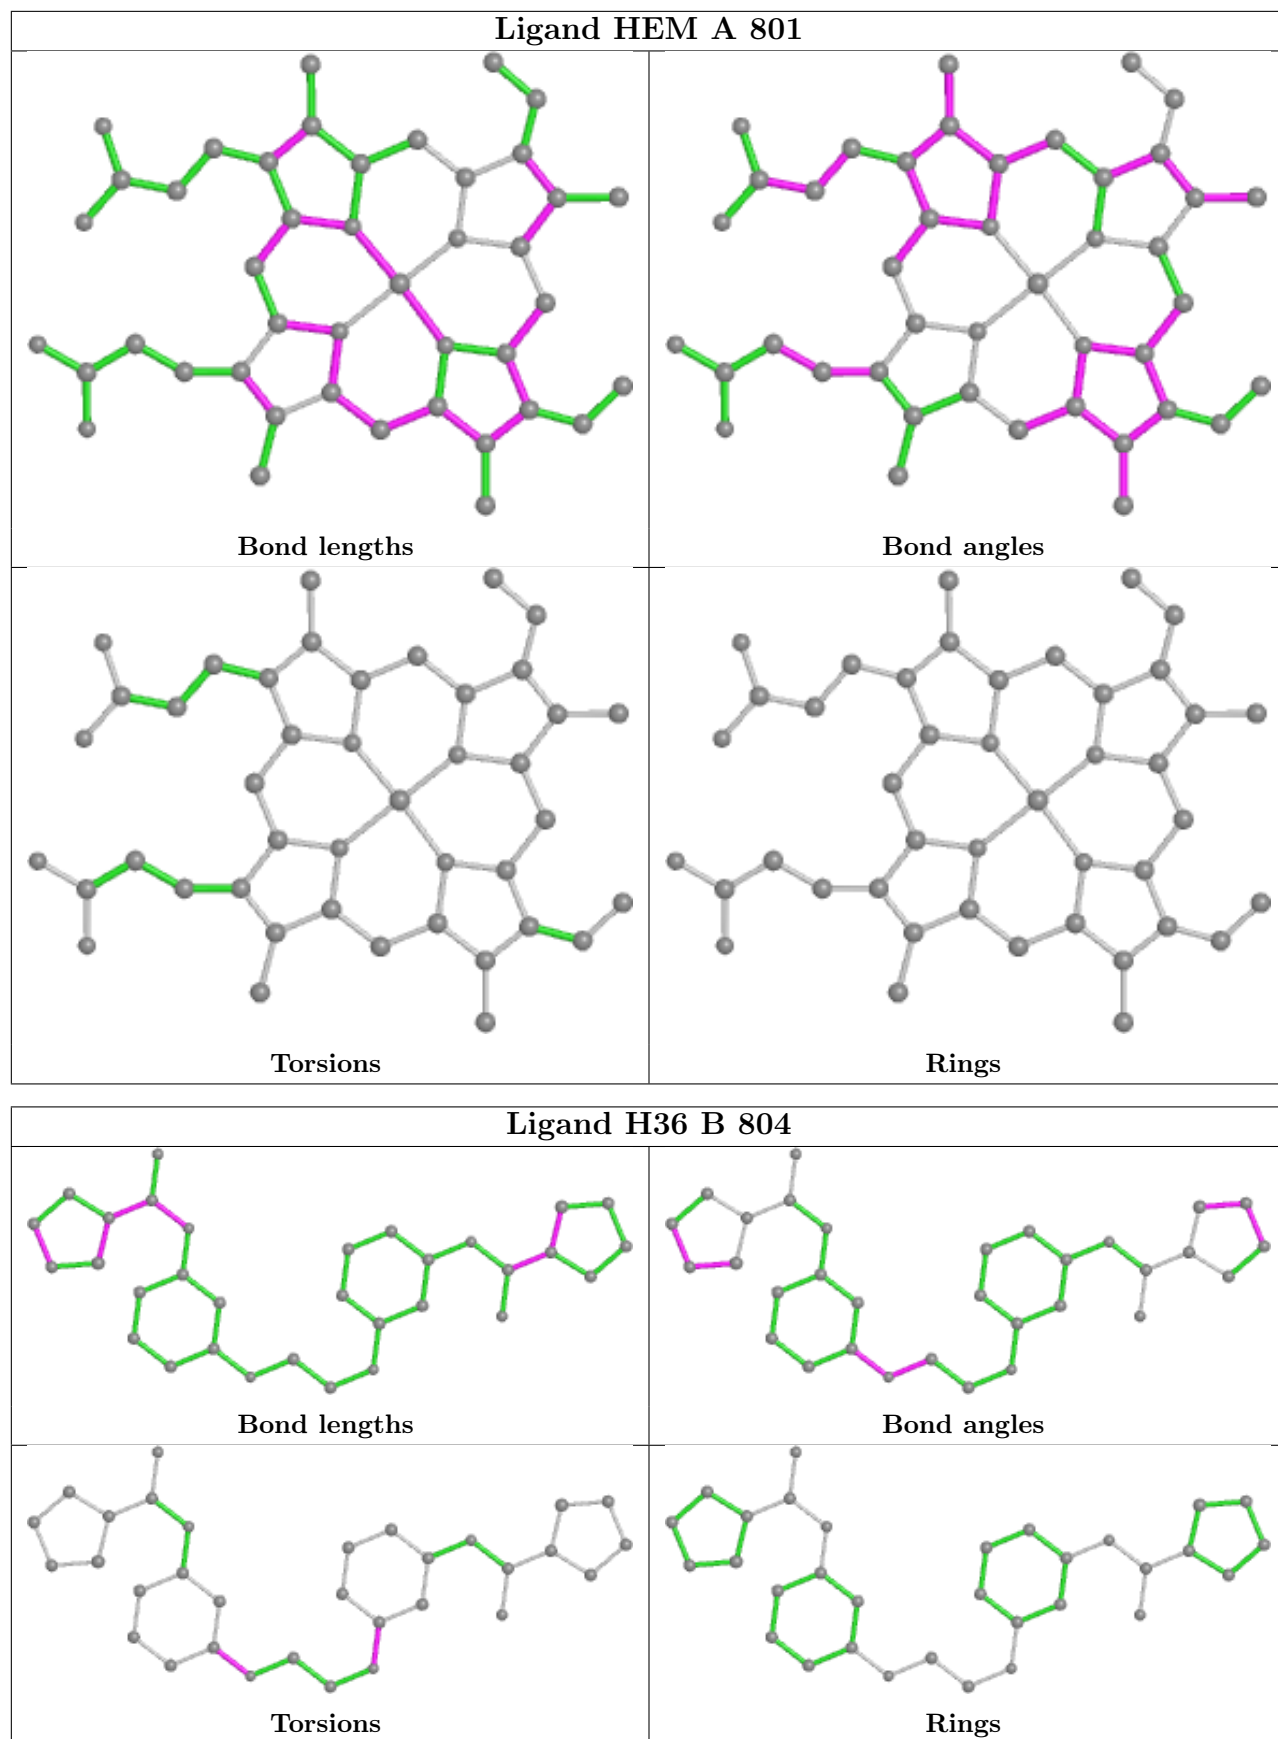 Ligand HEM A 801
Bond lengths
Bond angles
Torsions
Rings
Ligand H36 B 804
Bond lengths
Bond angles
Torsions
Rings